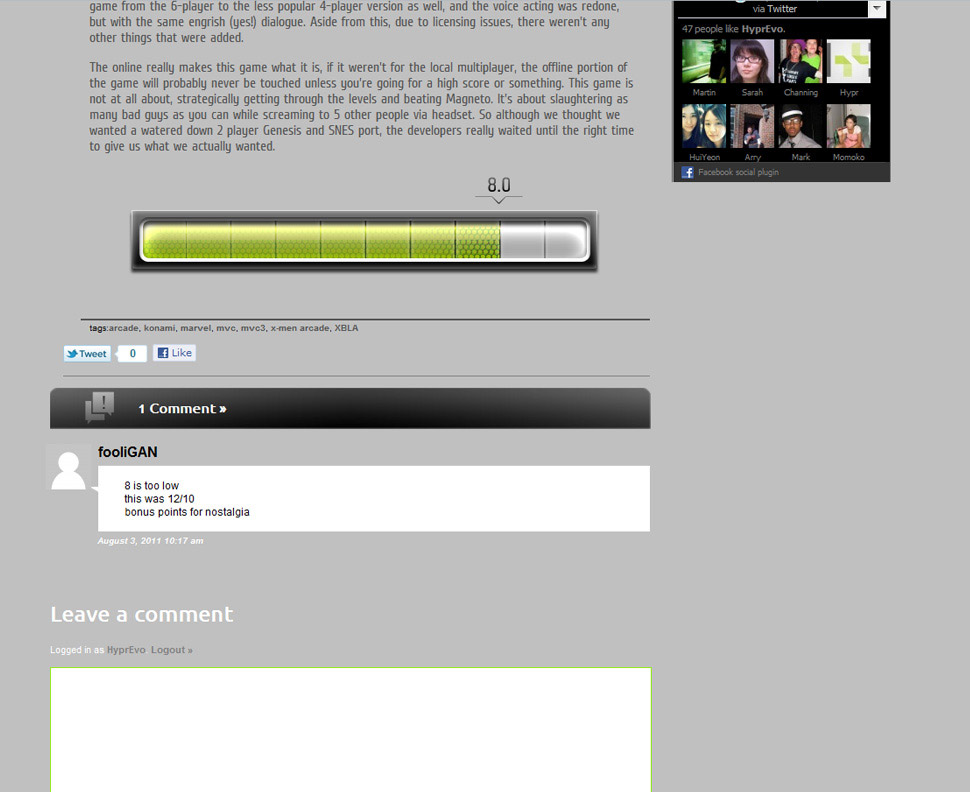 game from the 6-player to the less popular 4-player version as well, and the voice acting was redone,
but with the same engrish (yes!) dialogue. Aside from this, due to licensing issues, there weren't any
other things that were added.
The online really makes this game what it is, if it weren't for the local multiplayer, the offline portion of
the game will probably never be touched unless you're going for a high score or something. This game is
not at all about, strategically getting through the levels and beating Magneto. It's about slaughtering as
many bad guys as you can while screaming to 5 other people via headset. So although we thought we
wanted a watered down 2 player Genesis and SNES port, the developers really waited until the right time
to give us what we actually wanted.
8.0
tags:arcade, konami, marvel, mvc, mvc3, x-men arcade, XBLA
Tweet 0 Like
1 Comment »
fooliGAN
8 is too low
this was 12/10
bonus points for nostalgia
August 3, 2011 10:17 am
Leave a comment
Logged in as HyprEvo Logout »
via Twitter
47 people like HyprEvo.
Martin Sarah Channing Hypr
HuiYeon Arry Mark Momoko
Facebook social plugin